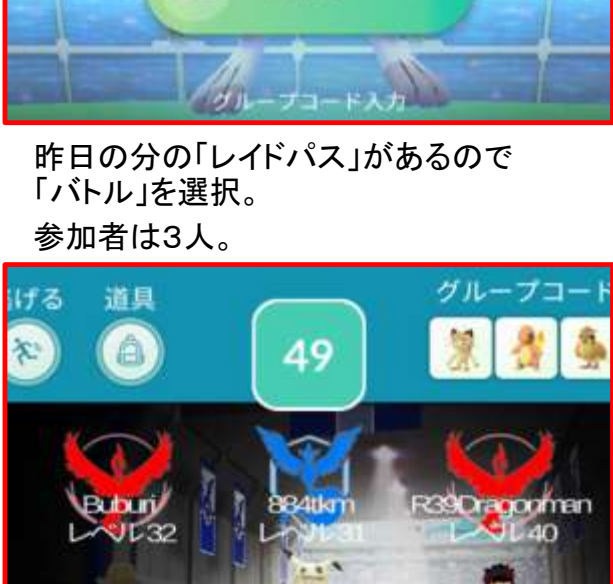 グループコード入力
昨日の分の「レイドパス」があるので
「バトル」を選択。
参加者は３人。
げる 道具 グループコード
49
Buburi 884tkm R39Dragonman
レベル32 レベル31 レベル40